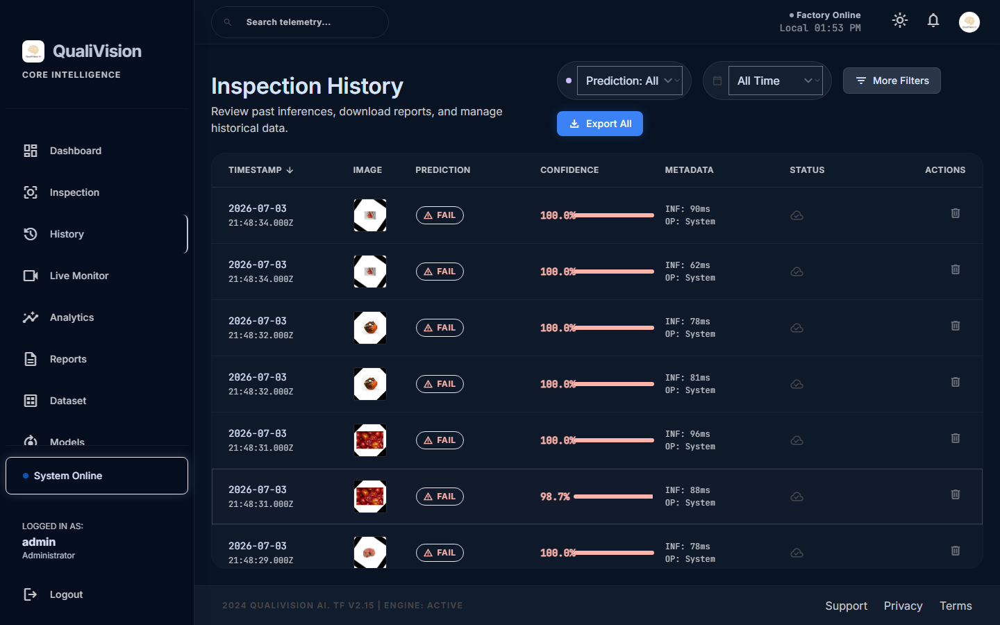 QualiVision
CORE INTELLIGENCE
Dashboard
Inspection
History
Live Monitor
Analytics
Reports
Dataset
Models
System Online
LOGGED IN AS:
admin
Administrator
Logout
Search telemetry...
Factory Online
Local 01:53 PM
Inspection History
Review past inferences, download reports, and manage
historical data.
Prediction: All
All Time
More Filters
Export All
TIMESTAMP IMAGE PREDICTION CONFIDENCE METADATA STATUS ACTIONS
2026-07-03
21:48:34.000Z
FAIL
100.0%
INF: 90ms
OP: System
2026-07-03
21:48:34.000Z
FAIL
100.0%
INF: 62ms
OP: System
2026-07-03
21:48:32.000Z
FAIL
100.0%
INF: 78ms
OP: System
2026-07-03
21:48:32.000Z
FAIL
100.0%
INF: 81ms
OP: System
2026-07-03
21:48:31.000Z
FAIL
100.0%
INF: 96ms
OP: System
2026-07-03
21:48:31.000Z
FAIL
98.7%
INF: 88ms
OP: System
2026-07-03
21:48:29.000Z
FAIL
100.0%
INF: 78ms
OP: System
2024 QUALIVISION AI. TF V2.15 | ENGINE: ACTIVE
Support Privacy Terms